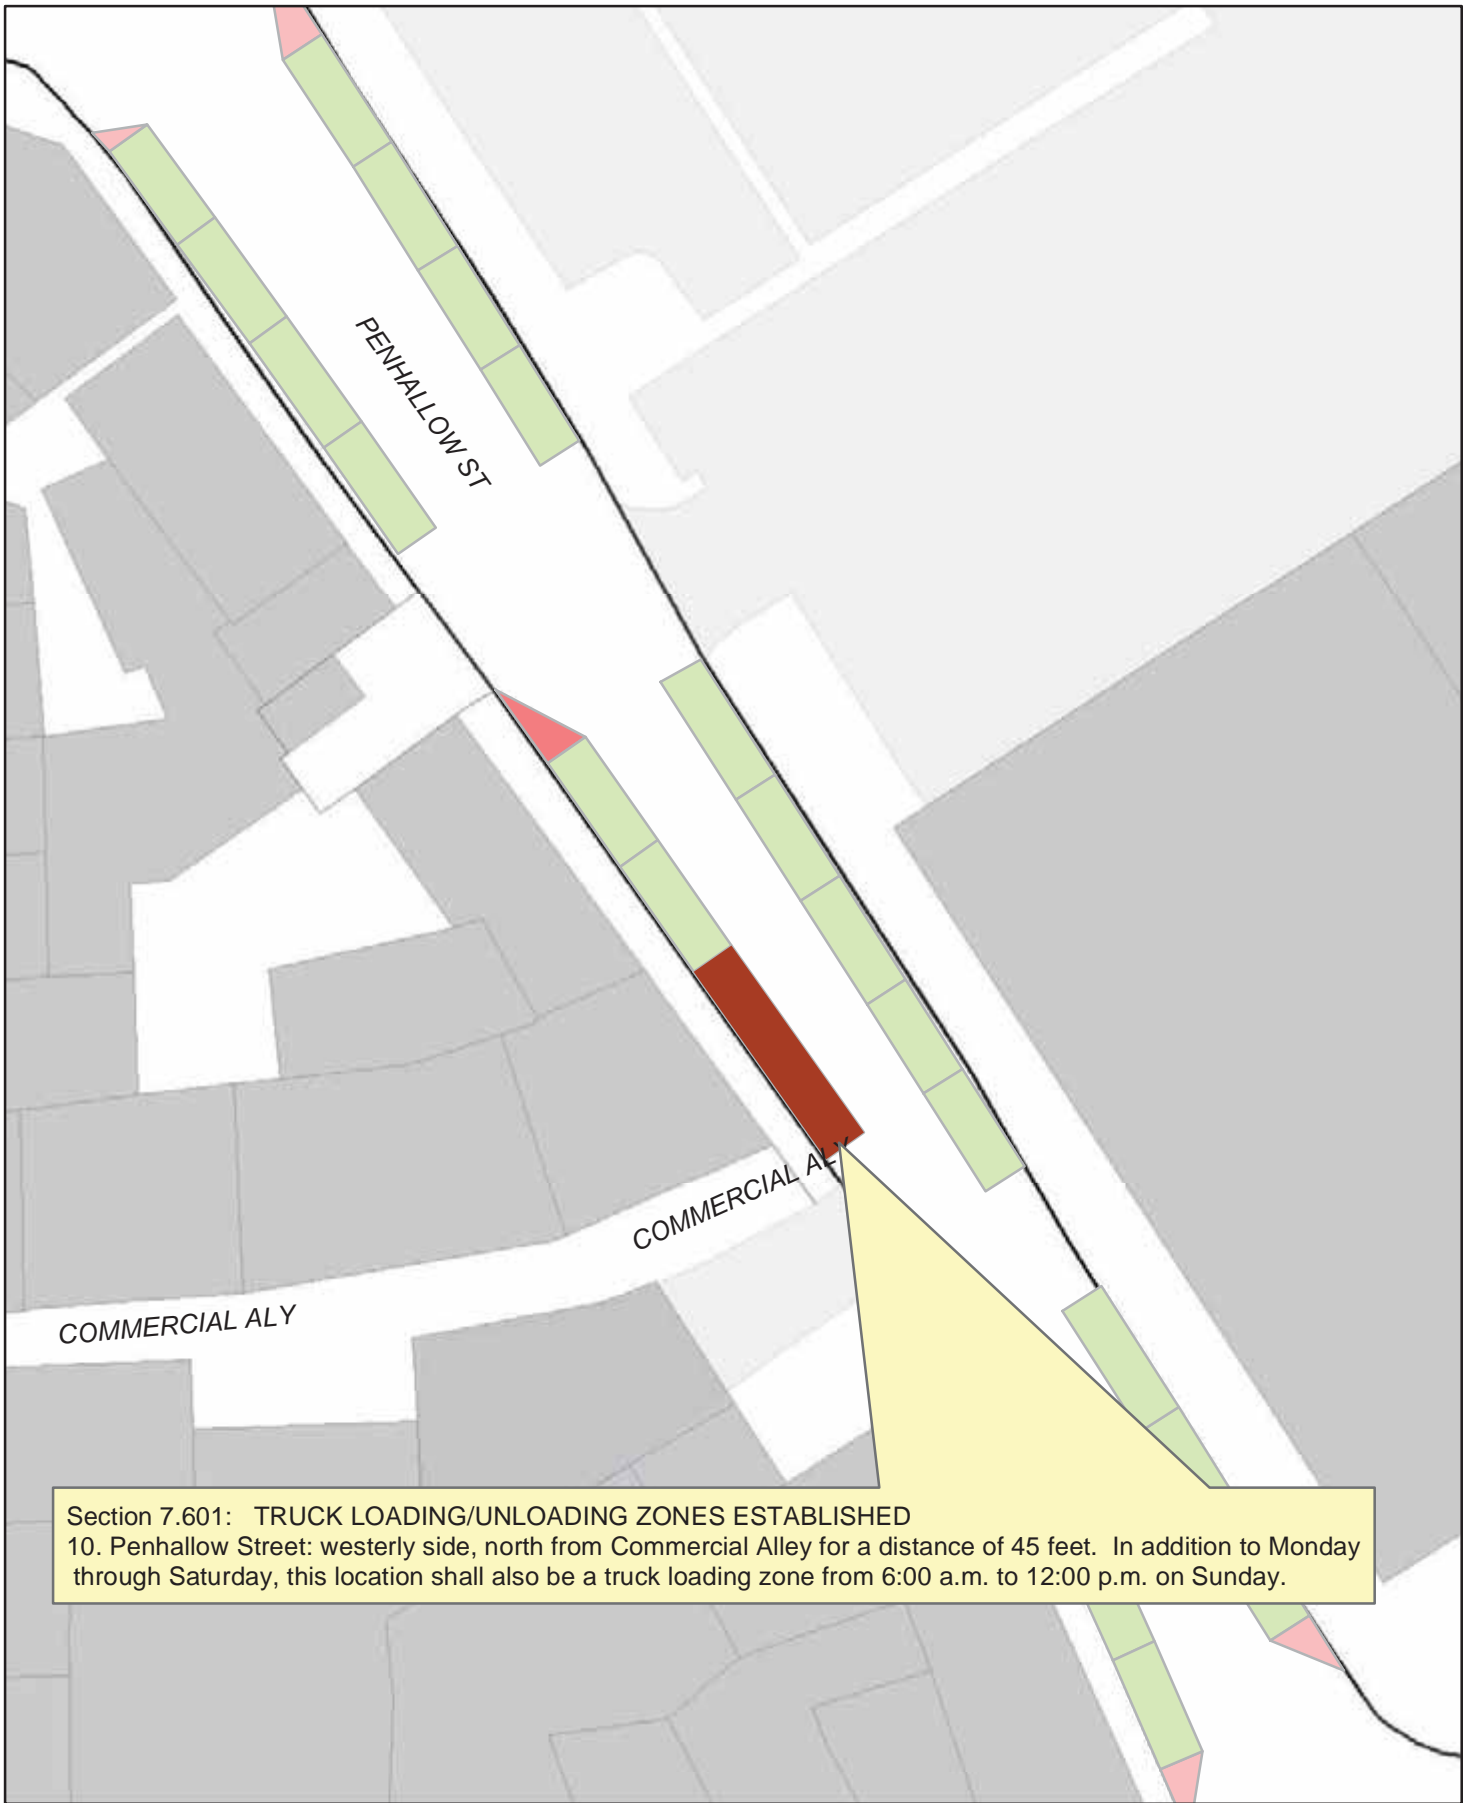 PENHALLOW ST
COMMERCIAL ALY
COMMERCIAL ALY
Section 7.601: TRUCK LOADING/UNLOADING ZONES ESTABLISHED
10. Penhallow Street: westerly side, north from Commercial Alley for a distance of 45 feet. In addition to Monday
through Saturday, this location shall also be a truck loading zone from 6:00 a.m. to 12:00 p.m. on Sunday.